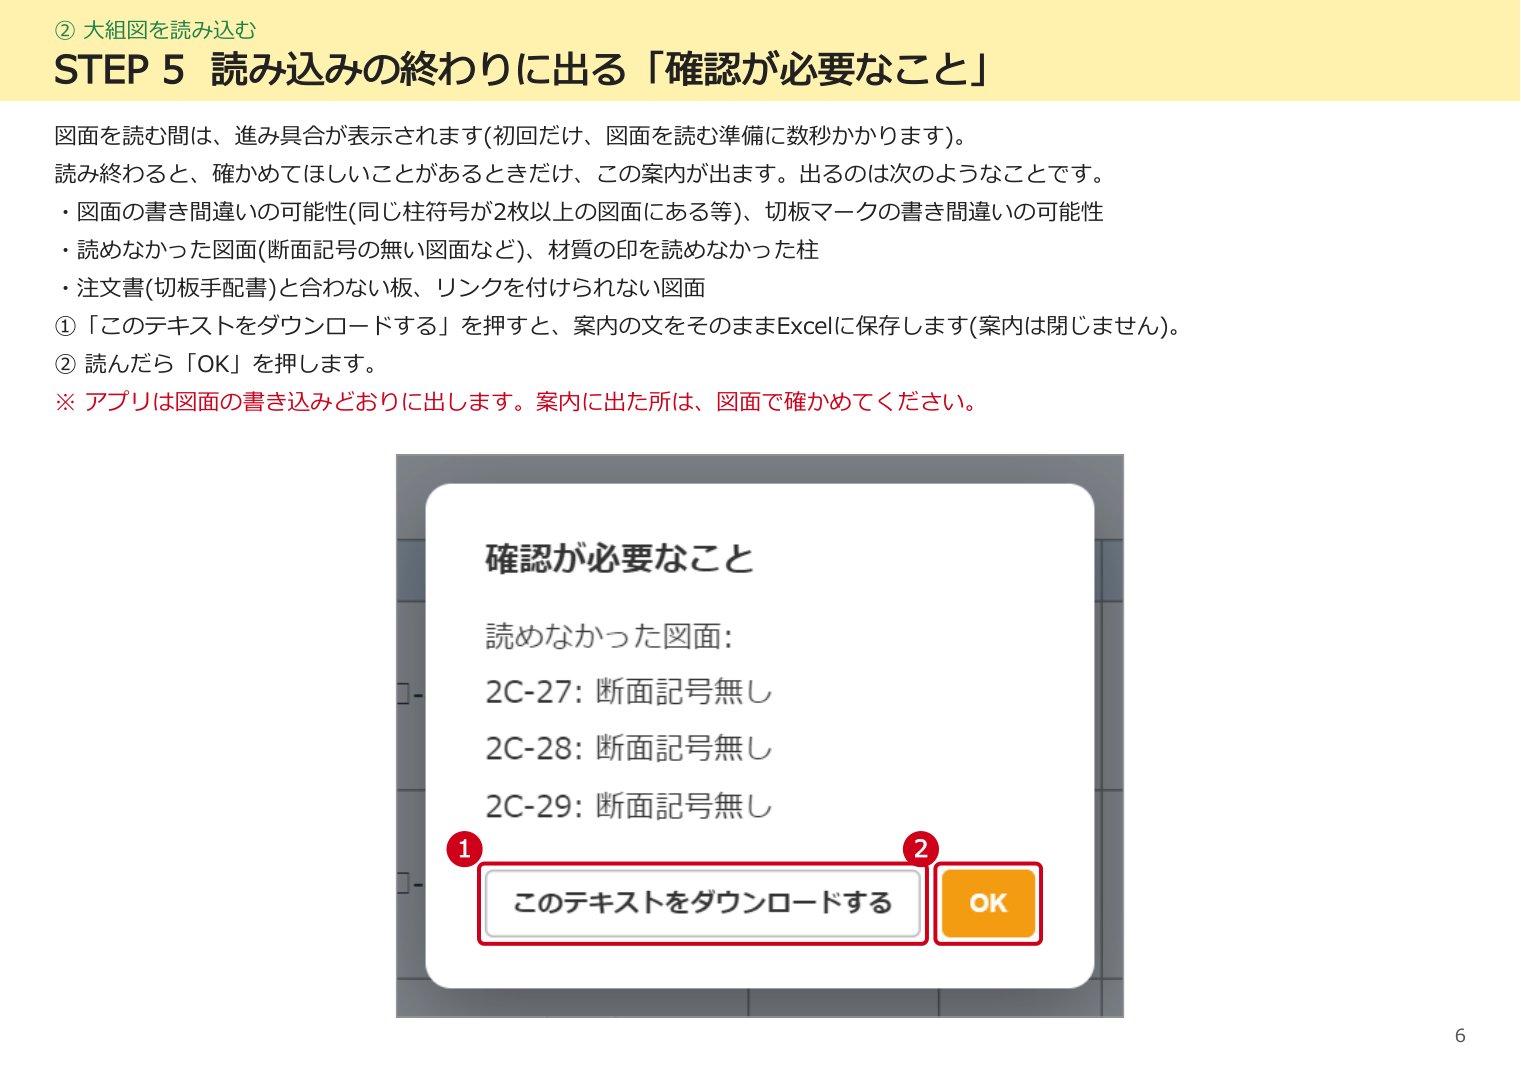 ② 大組図を読み込む
STEP 5 読み込みの終わりに出る「確認が必要なこと」
図面を読む間は、進み具合が表示されます(初回だけ、図面を読む準備に数秒かかります)。
読み終わると、確かめてほしいことがあるときだけ、この案内が出ます。出るのは次のようなことです。
・図面の書き間違いの可能性(同じ柱符号が2枚以上の図面にある等)、切板マークの書き間違いの可能性
・読めなかった図面(断面記号の無い図面など)、材質の印を読めなかった柱
・注文書(切板手配書)と合わない板、リンクを付けられない図面
①「このテキストをダウンロードする」を押すと、案内の文をそのままExcelに保存します(案内は閉じません)。
② 読んだら「OK」を押します。
※ アプリは図面の書き込みどおりに出します。案内に出た所は、図面で確かめてください。
確認が必要なこと
読めなかった図面:
2C-27: 断面記号無し
2C-28: 断面記号無し
2C-29: 断面記号無し
1
2
このテキストをダウンロードする
OK
6